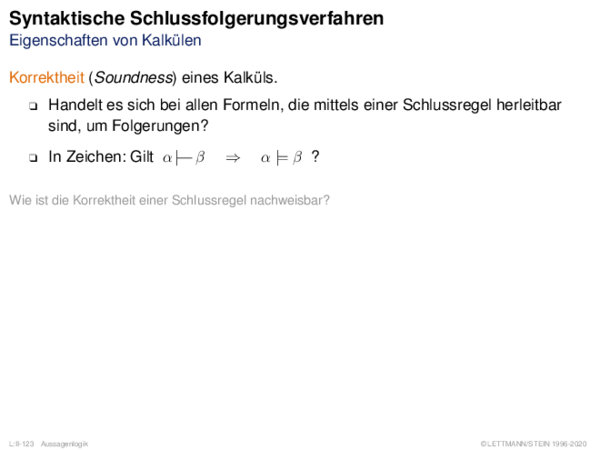 Syntaktische Schlussfolgerungsverfahren
Eigenschaften von Kalkülen
Korrektheit (Soundness) eines Kalküls.
❑ Handelt es sich bei allen Formeln, die mittels einer Schlussregel herleitbar
sind, um Folgerungen?
❑ In Zeichen: Gilt α ⊢ β ⇒ α ⊨ β ?
Wie ist die Korrektheit einer Schlussregel nachweisbar?
L:II-123 Aussagenlogik
©LETTMANN/STEIN 1996-2020